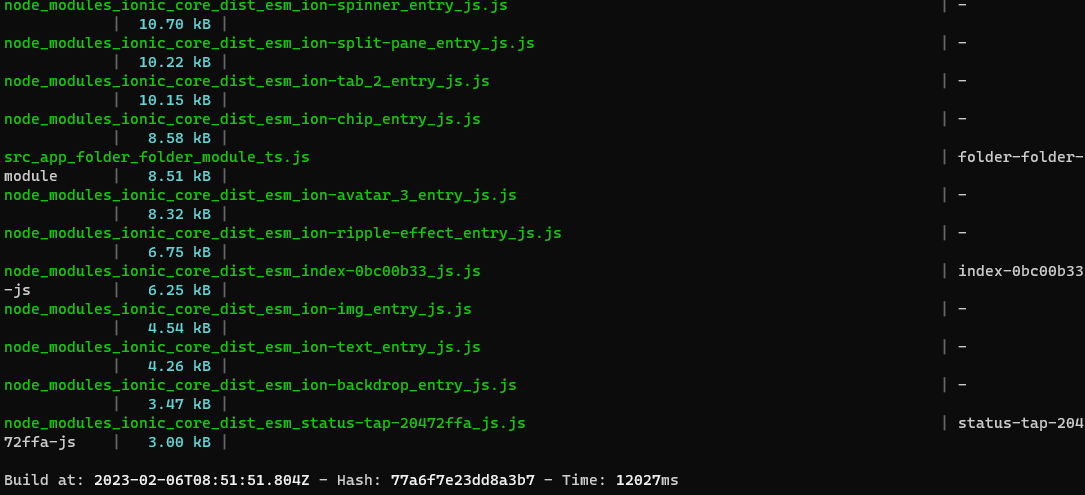 node_modules_ionic_core_dist_esm_ion-spinner_entry_js.js | -
| 10.70 kB |
node_modules_ionic_core_dist_esm_ion-split-pane_entry_js.js | -
| 10.22 kB |
node_modules_ionic_core_dist_esm_ion-tab_2_entry_js.js | -
| 10.15 kB |
node_modules_ionic_core_dist_esm_ion-chip_entry_js.js | -
| 8.58 kB |
src_app_folder_folder_module_ts.js | folder-folder-
module | 8.51 kB |
node_modules_ionic_core_dist_esm_ion-avatar_3_entry_js.js | -
| 8.32 kB |
node_modules_ionic_core_dist_esm_ion-ripple-effect_entry_js.js | -
| 6.75 kB |
node_modules_ionic_core_dist_esm_index-0bc00b33_js.js | index-0bc00b33
-js | 6.25 kB |
node_modules_ionic_core_dist_esm_ion-img_entry_js.js | -
| 4.54 kB |
node_modules_ionic_core_dist_esm_ion-text_entry_js.js | -
| 4.26 kB |
node_modules_ionic_core_dist_esm_ion-backdrop_entry_js.js | -
| 3.47 kB |
node_modules_ionic_core_dist_esm_status-tap-20472ffa_js.js | status-tap-204
72ffa-js | 3.00 kB |
Build at: 2023-02-06T08:51:51.804Z - Hash: 77a6f7e23dd8a3b7 - Time: 12027ms